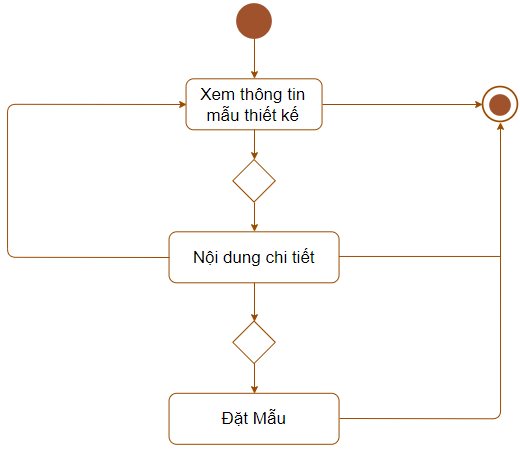 Xem thông tin
mẫu thiết kế
Nội dung chi tiết
Đặt Mẫu